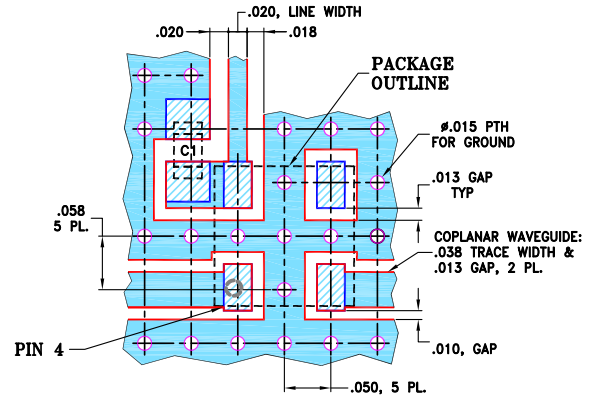 .020, LINE WIDTH
.020
.018
PACKAGE
OUTLINE
C1
ø.015 PTH
FOR GROUND
.013 GAP
TYP
.058
5 PL.
COPLANAR WAVEGUIDE:
.038 TRACE WIDTH &
.013 GAP, 2 PL.
PIN 4
.010, GAP
.050, 5 PL.